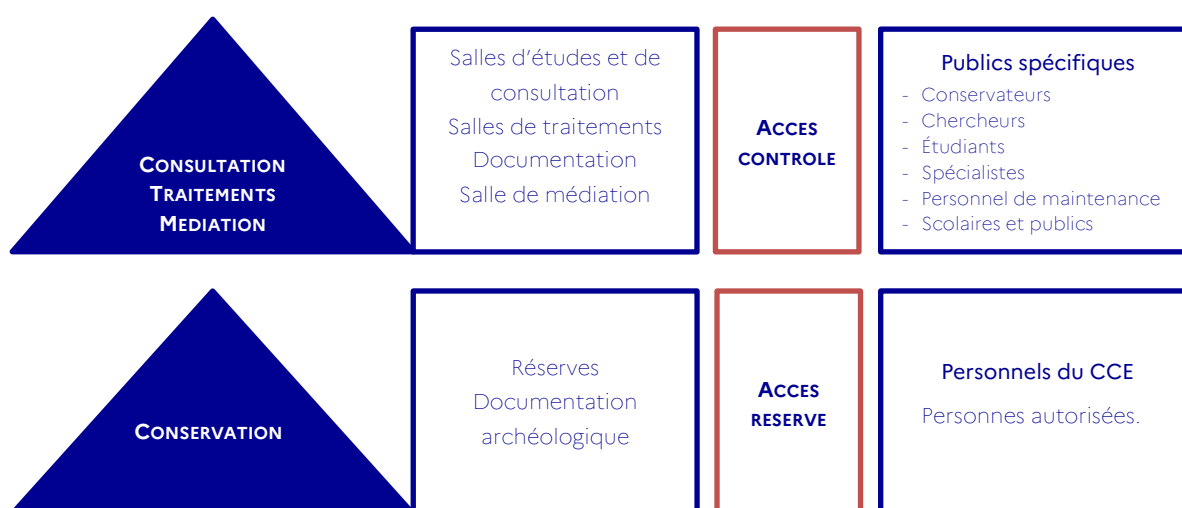 CONSULTATION
TRAITEMENTS
MEDIATION
Salles d'études et de
consultation
Salles de traitements
Documentation
Salle de médiation
ACCES
CONTROLE
Publics spécifiques
- Conservateurs
- Chercheurs
- Étudiants
- Spécialistes
- Personnel de maintenance
- Scolaires et publics
CONSERVATION
Réserves
Documentation
archéologique
ACCES
RESERVE
Personnels du CCE
Personnes autorisées.